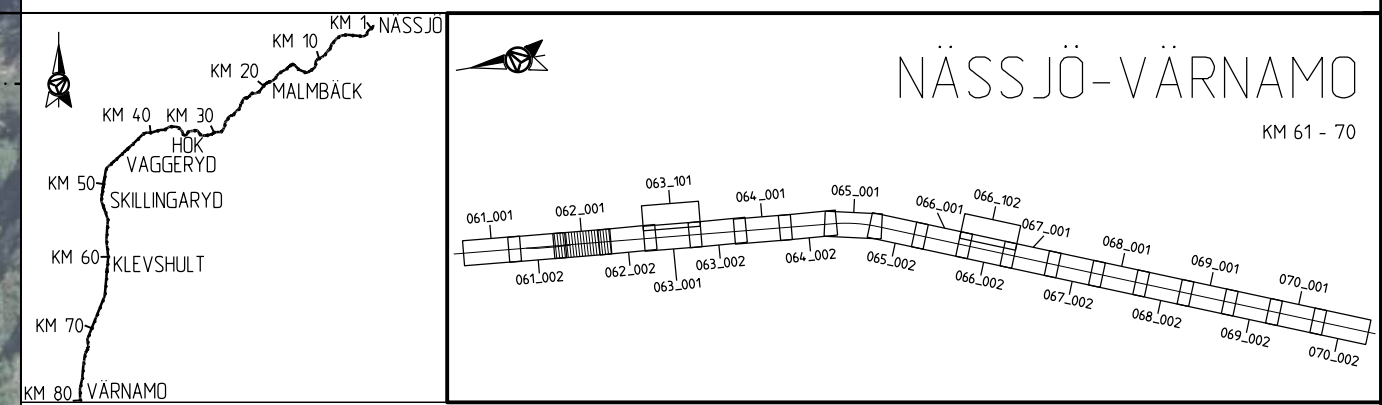 KM 1
NÄSSJÖ
KM 10
KM 20
MALMBÄCK
KM 40
KM 30
HOK
VAGGERYD
KM 50
SKILLINGARYD
KM 60
KLEVSHULT
KM 70
KM 80
VÄRNAMO
NÄSSJÖ-VÄRNAMO
KM 61 - 70
063_101
061_001
062_001
064_001
065_001
066_001
066_102
067_001
068_001
069_001
070_001
061_002
062_002
063_001
063_002
064_002
065_002
066_002
067_002
068_002
069_002
070_002